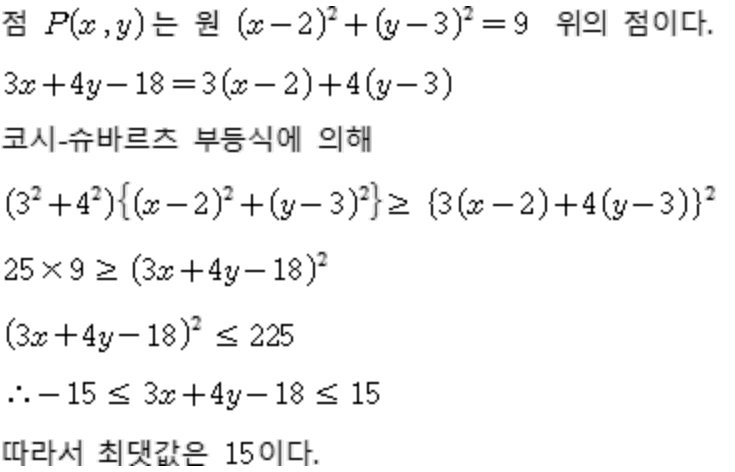 점 P(x, y)는 원 (x−2)²+(y−3)²=9 위의 점이다.
3x+4y−18=3(x−2)+4(y−3)
코시-슈바르츠 부등식에 의해
(3²+4²){(x−2)²+(y−3)²}≥ {3(x−2)+4(y−3)}²
25×9 ≥ (3x+4y−18)²
(3x+4y−18)² ≤ 225
∴−15 ≤ 3x+4y−18 ≤ 15
따라서 최댓값은 15이다.